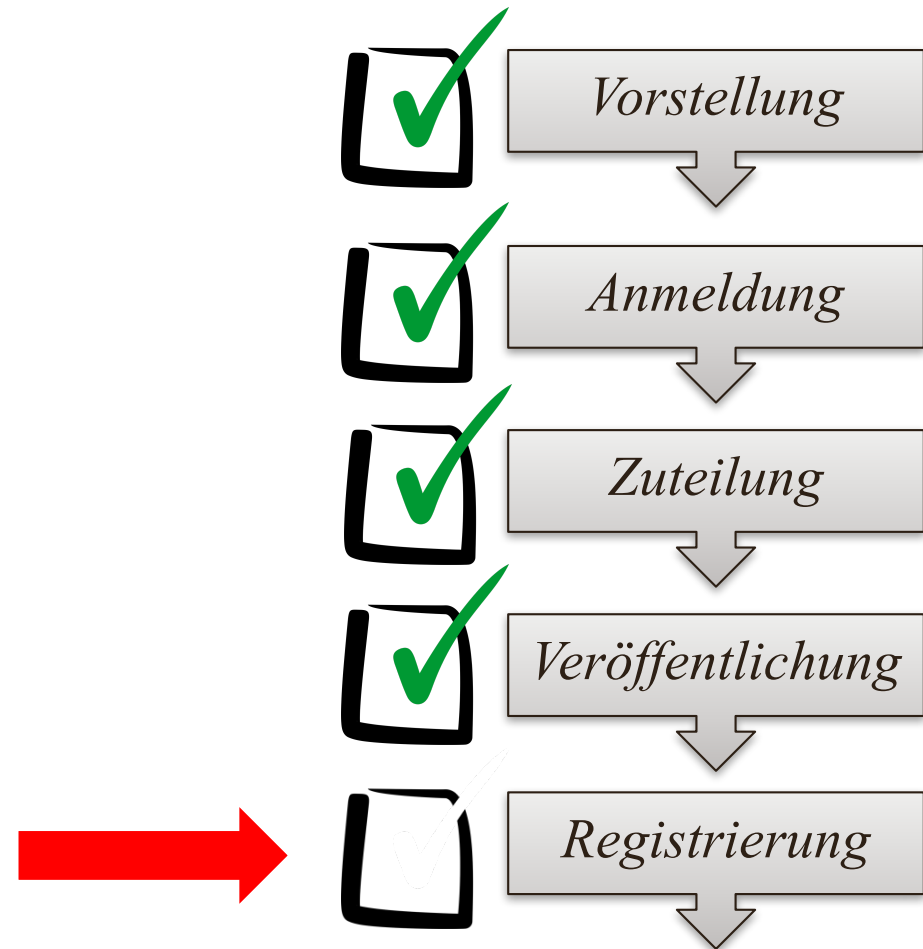 Vorstellung
Anmeldung
Zuteilung
Veröffentlichung
Registrierung